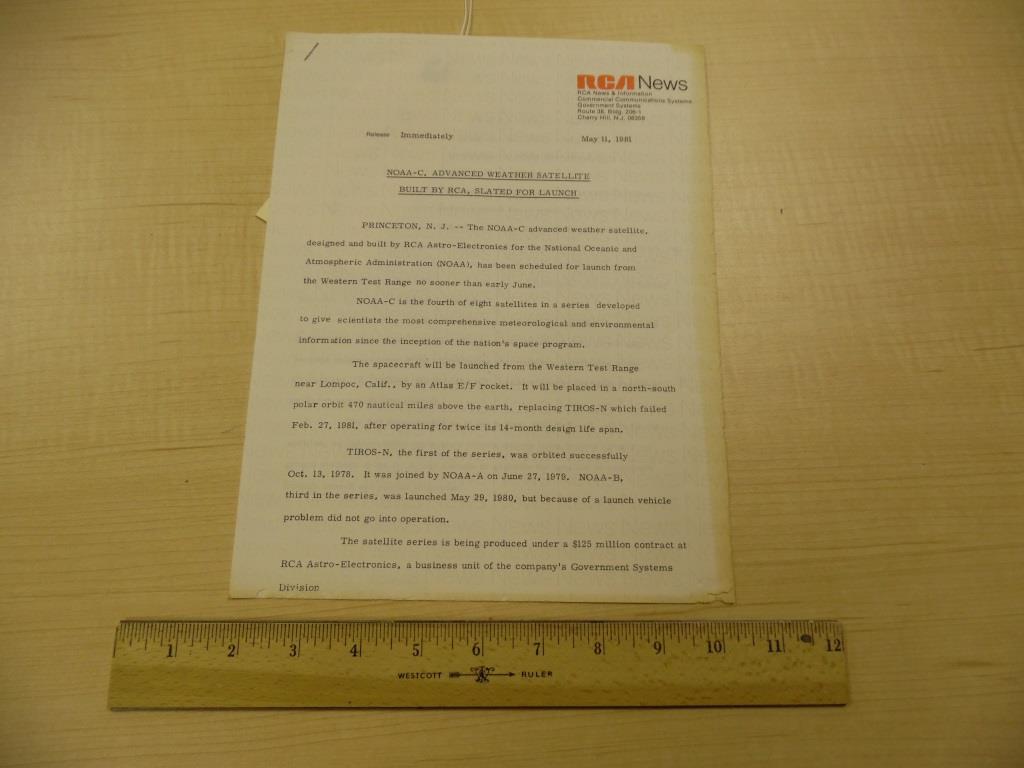 RCA News
RCA News & Information
Commercial Communications Systems
Government Systems
Route 38, Bldg. 206-1
Cherry Hill, N.J. 08358
Release Immediately
May 11, 1981
NOAA-C, ADVANCED WEATHER SATELLITE
BUILT BY RCA, SLATED FOR LAUNCH
PRINCETON, N. J. -- The NOAA-C advanced weather satellite,
designed and built by RCA Astro-Electronics for the National Oceanic and
Atmospheric Administration (NOAA), has been scheduled for launch from
the Western Test Range no sooner than early June.
NOAA-C is the fourth of eight satellites in a series developed
to give scientists the most comprehensive meteorological and environmental
information since the inception of the nation's space program.
The spacecraft will be launched from the Western Test Range
near Lompoc, Calif., by an Atlas E/F rocket. It will be placed in a north-south
polar orbit 470 nautical miles above the earth, replacing TIROS-N which failed
Feb. 27, 1981, after operating for twice its 14-month design life span.
TIROS-N, the first of the series, was orbited successfully
Oct. 13, 1978. It was joined by NOAA-A on June 27, 1979. NOAA-B,
third in the series, was launched May 29, 1980, but because of a launch vehicle
problem did not go into operation.
The satellite series is being produced under a $125 million contract at
RCA Astro-Electronics, a business unit of the company's Government Systems
Division
1 2 3 4 5 6 7 8 9 10 11 12
WESTCOTT RULER